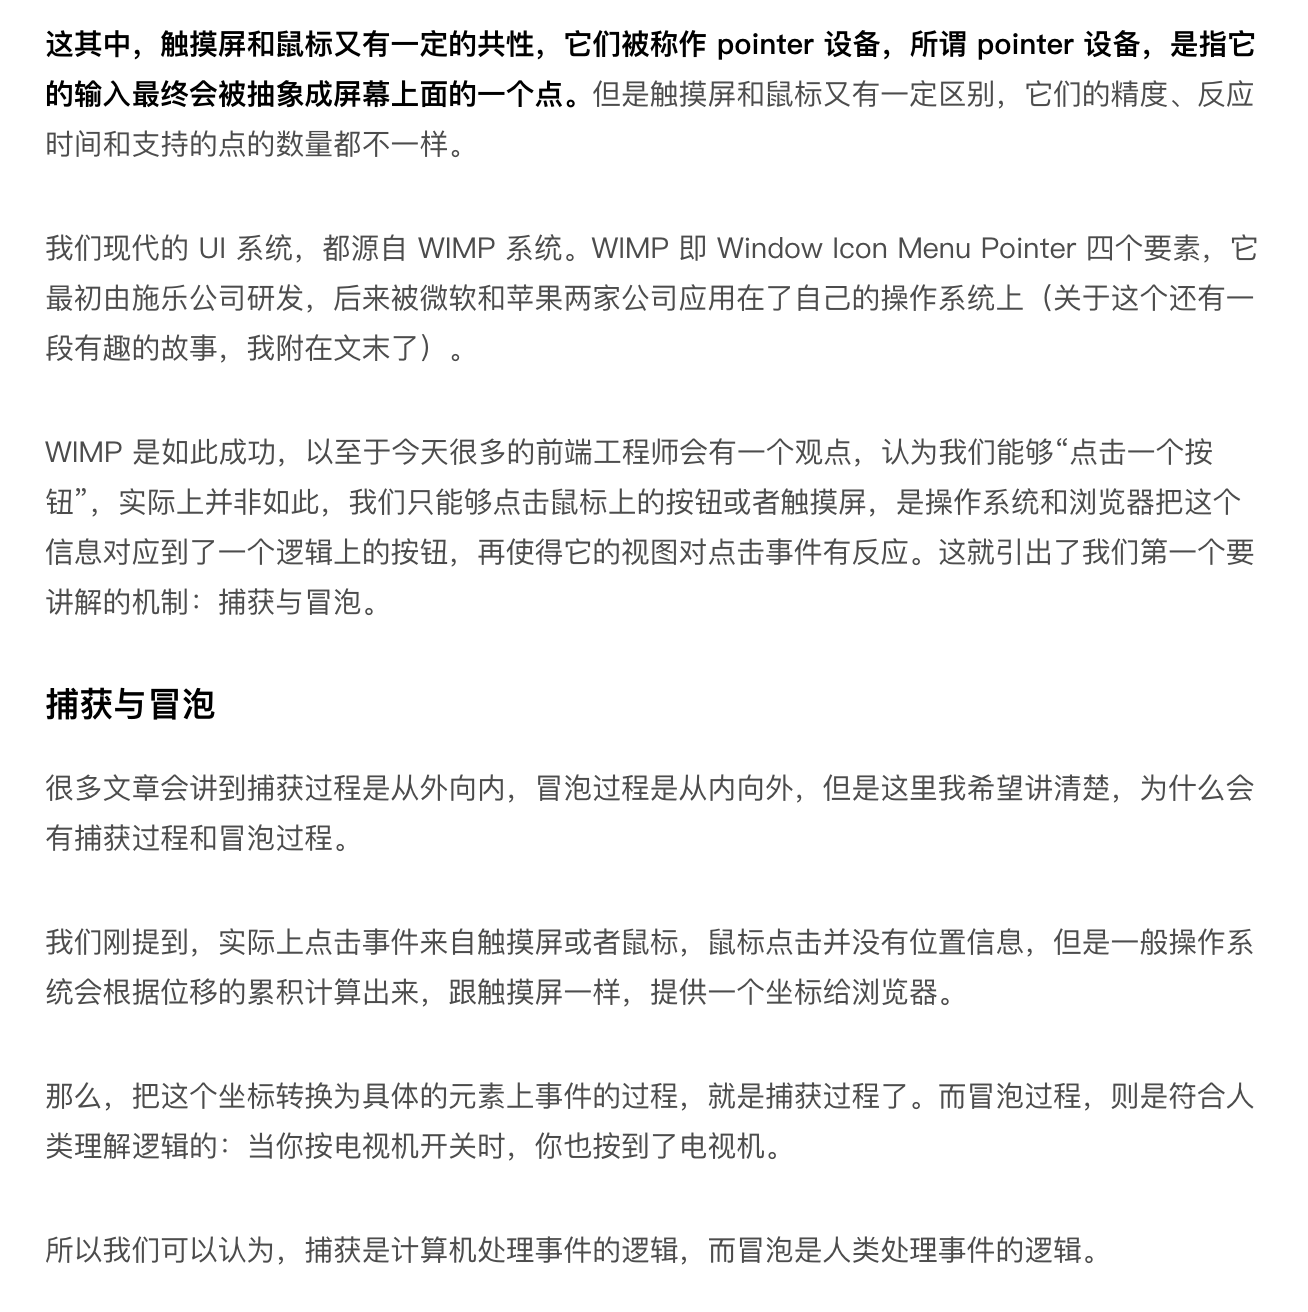 这其中，触摸屏和鼠标又有一定的共性，它们被称作 pointer 设备，所谓 pointer 设备，是指它
的输入最终会被抽象成屏幕上面的一个点。但是触摸屏和鼠标又有一定区别，它们的精度、反应
时间和支持的点的数量都不一样。
我们现代的 UI 系统，都源自 WIMP 系统。WIMP 即 Window Icon Menu Pointer 四个要素，它
最初由施乐公司研发，后来被微软和苹果两家公司应用在了自己的操作系统上（关于这个还有一
段有趣的故事，我附在文末了）。
WIMP 是如此成功，以至于今天很多的前端工程师会有一个观点，认为我们能够“点击一个按
钮”，实际上并非如此，我们只能够点击鼠标上的按钮或者触摸屏，是操作系统和浏览器把这个
信息对应到了一个逻辑上的按钮，再使得它的视图对点击事件有反应。这就引出了我们第一个要
讲解的机制：捕获与冒泡。
捕获与冒泡
很多文章会讲到捕获过程是从外向内，冒泡过程是从内向外，但是这里我希望讲清楚，为什么会
有捕获过程和冒泡过程。
我们刚提到，实际上点击事件来自触摸屏或者鼠标，鼠标点击并没有位置信息，但是一般操作系
统会根据位移的累积计算出来，跟触摸屏一样，提供一个坐标给浏览器。
那么，把这个坐标转换为具体的元素上事件的过程，就是捕获过程了。而冒泡过程，则是符合人
类理解逻辑的：当你按电视机开关时，你也按到了电视机。
所以我们可以认为，捕获是计算机处理事件的逻辑，而冒泡是人类处理事件的逻辑。